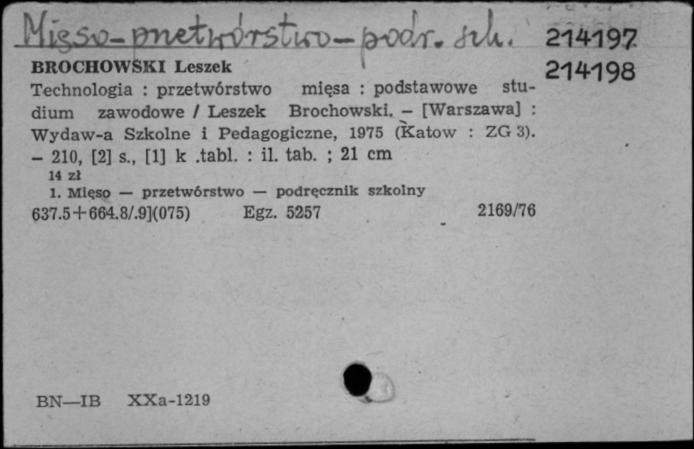 Mięso-przetwórstwo-podr. szk.
214197
214198
BROCHOWSKI Leszek
Technologia : przetwórstwo mięsa : podstawowe stu-
dium zawodowe / Leszek Brochowski. — [Warszawa] :
Wydaw-a Szkolne i Pedagogiczne, 1975 (Katow : ZG 3).
— 210, [2] s., [1] k .tabl. : il. tab. ; 21 cm
14 zł
1. Mięso — przetwórstwo — podręcznik szkolny
637.5+664.8/.9](075) Egz. 5257 2169/76
BN—IB XXa-1219